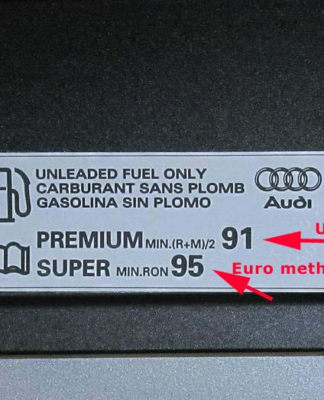 UNLEADED FUEL ONLY
CARBURANT SANS PLOMB
GASOLINA SIN PLOMO
Audi
PREMIUM MIN.(R+M)/2 91
U
SUPER MIN.RON 95
Euro meth